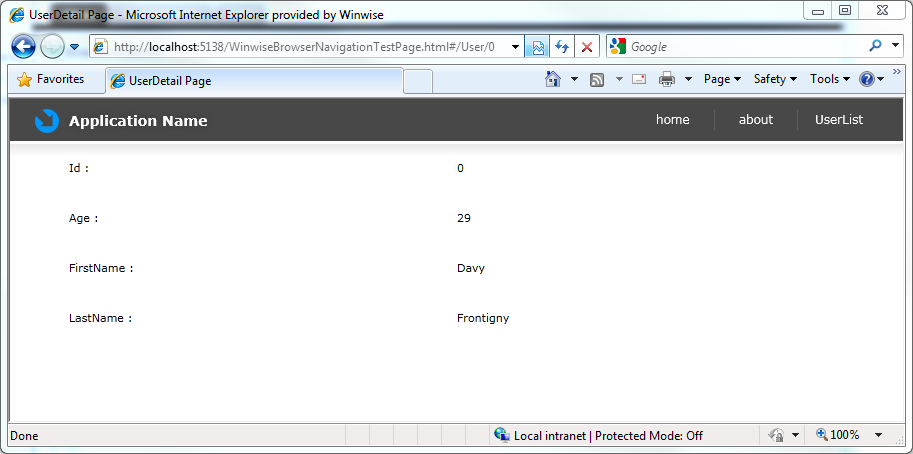 UserDetail Page - Microsoft Internet Explorer provided by Winwise
http://localhost:5138/WinwiseBrowserNavigationTestPage.html#/User/0
Google
Favorites
UserDetail Page
Page
Safety
Tools
Application Name
home
about
UserList
Id :
0
Age :
29
FirstName :
Davy
LastName :
Frontigny
Done
Local intranet | Protected Mode: Off
100%